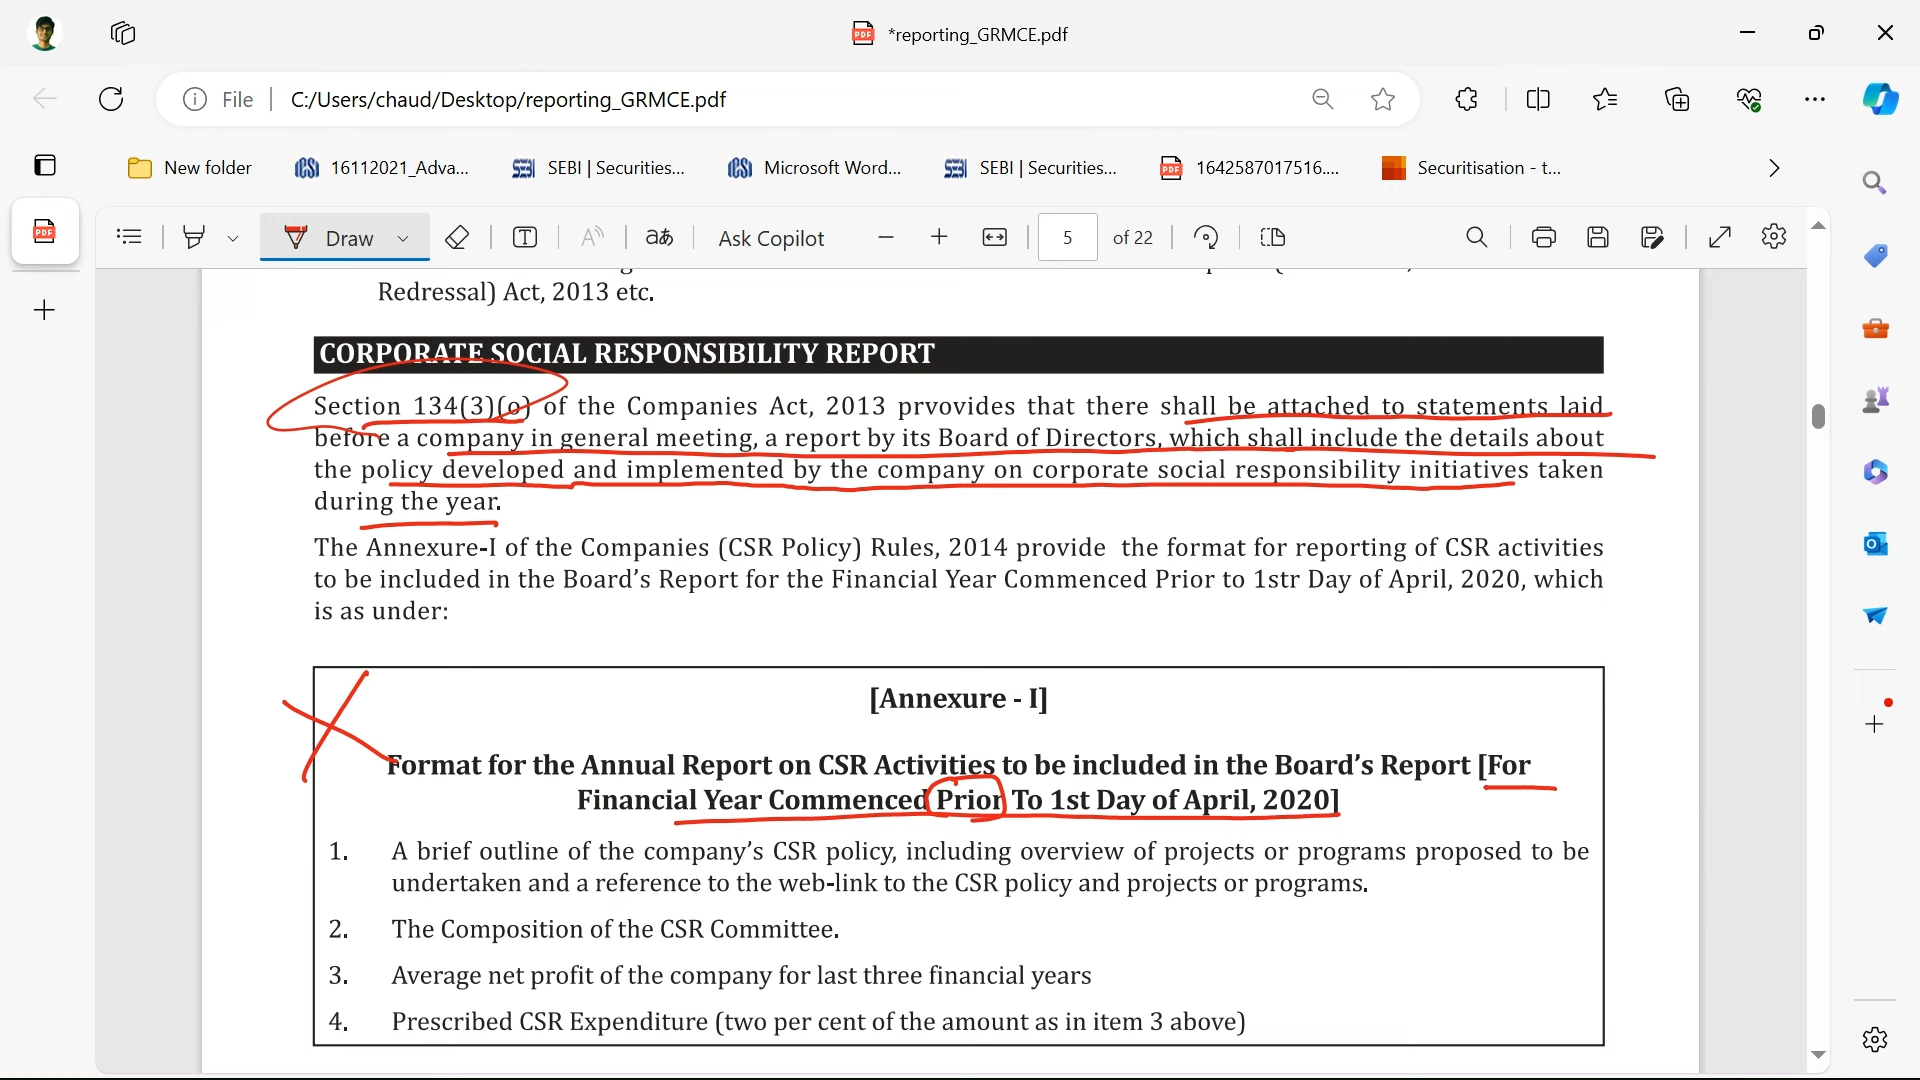 *reporting_GRMCE.pdf
File C:/Users/chaud/Desktop/reporting_GRMCE.pdf
New folder 16112021_Adva... SEBI | Securities... Microsoft Word... SEBI | Securities... 1642587017516.... Securitisation - t...
Draw Ask Copilot 5 of 22
Redressal) Act, 2013 etc.
CORPORATE SOCIAL RESPONSIBILITY REPORT
Section 134(3)(o) of the Companies Act, 2013 prvovides that there shall be attached to statements laid
before a company in general meeting, a report by its Board of Directors, which shall include the details about
the policy developed and implemented by the company on corporate social responsibility initiatives taken
during the year.
The Annexure-I of the Companies (CSR Policy) Rules, 2014 provide the format for reporting of CSR activities
to be included in the Board's Report for the Financial Year Commenced Prior to 1str Day of April, 2020, which
is as under:
[Annexure - I]
Format for the Annual Report on CSR Activities to be included in the Board's Report [For
Financial Year Commenced Prior To 1st Day of April, 2020]
1. A brief outline of the company's CSR policy, including overview of projects or programs proposed to be
undertaken and a reference to the web-link to the CSR policy and projects or programs.
2. The Composition of the CSR Committee.
3. Average net profit of the company for last three financial years
4. Prescribed CSR Expenditure (two per cent of the amount as in item 3 above)